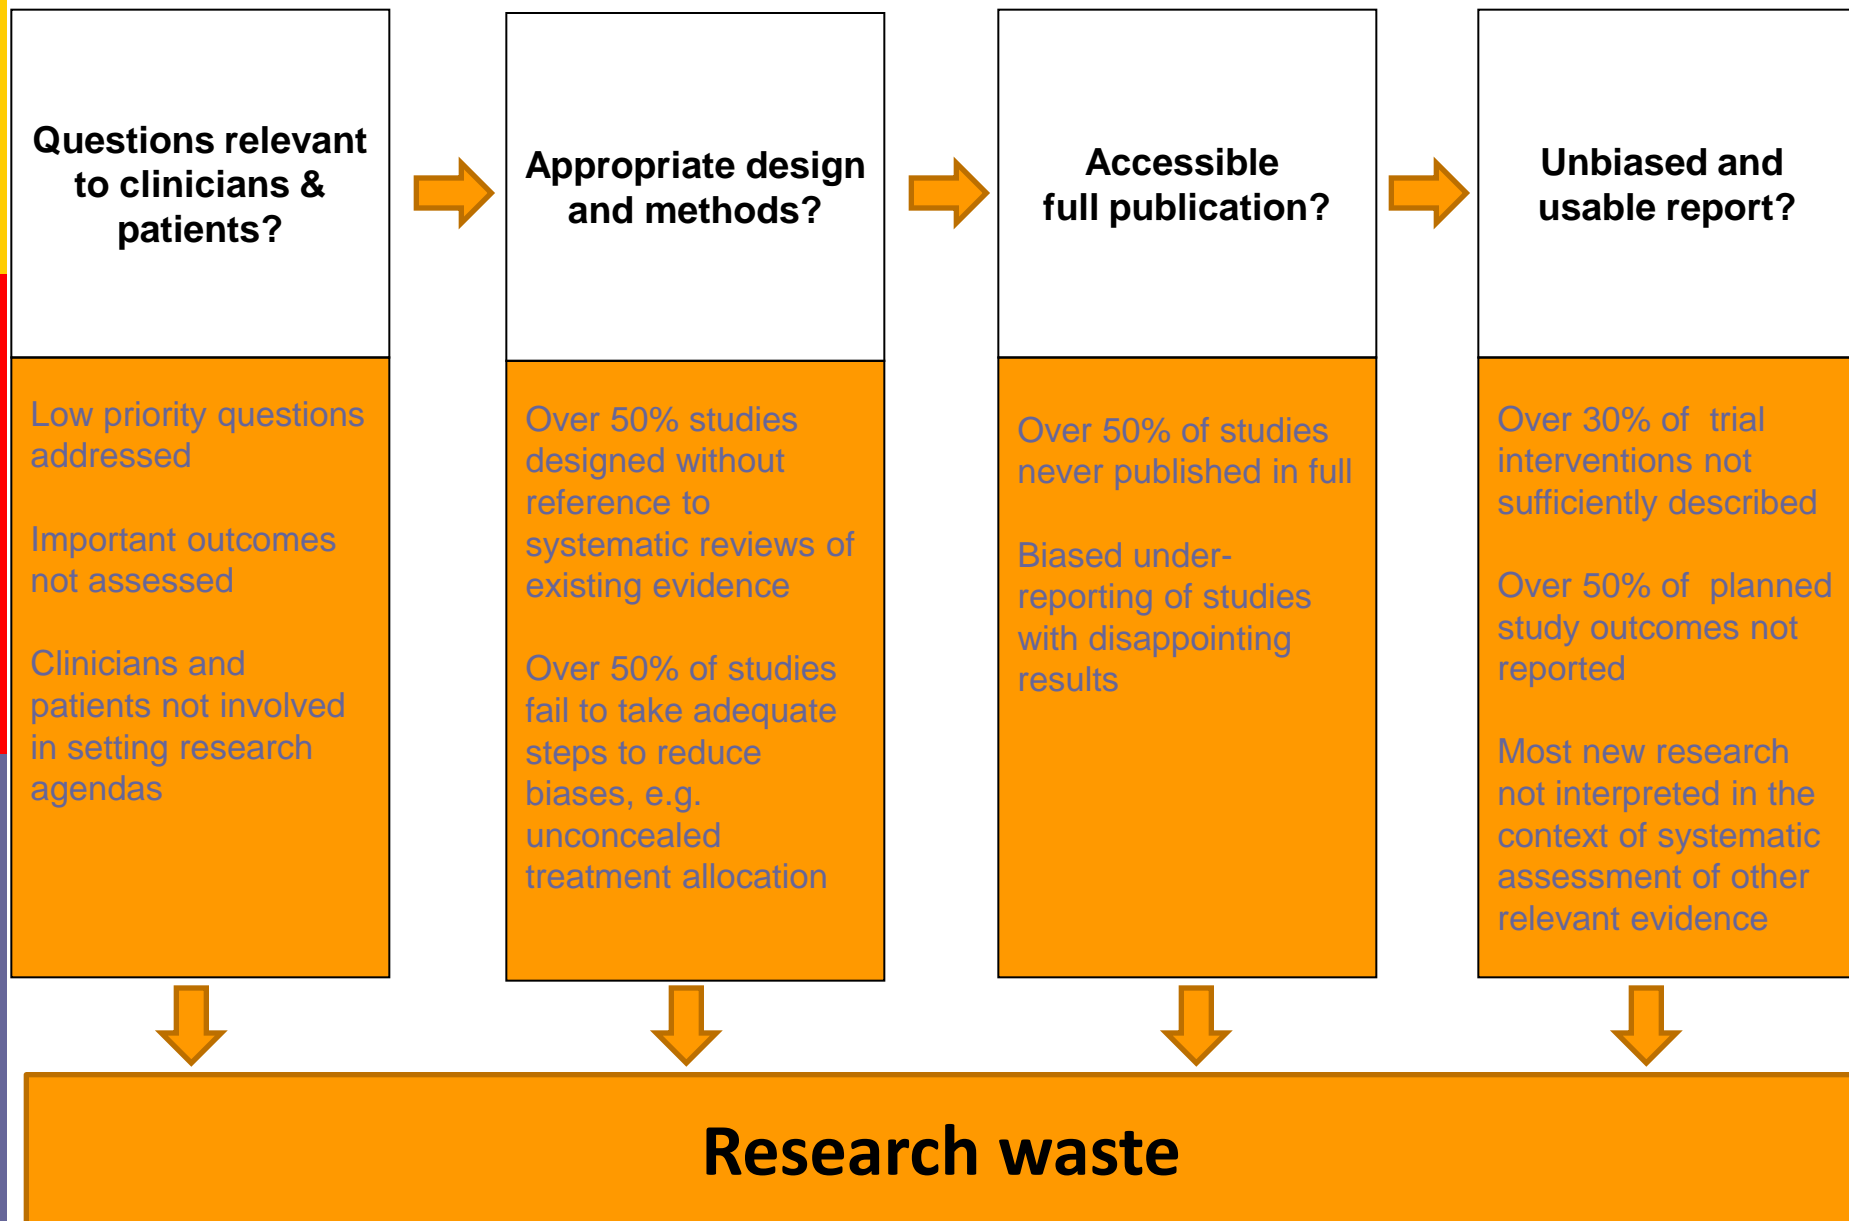 Questions relevant
to clinicians &
patients?
Low priority questions
addressed
Important outcomes
not assessed
Clinicians and
patients not involved
in setting research
agendas
Appropriate design
and methods?
Over 50% studies
designed without
reference to
systematic reviews of
existing evidence
Over 50% of studies
fail to take adequate
steps to reduce
biases, e.g.
unconcealed
treatment allocation
Accessible
full publication?
Over 50% of studies
never published in full
Biased under-
reporting of studies
with disappointing
results
Unbiased and
usable report?
Over 30% of  trial
interventions not
sufficiently described
Over 50% of  planned
study outcomes not
reported
Most new research
not interpreted in the
context of systematic
assessment of other
relevant evidence
Research waste